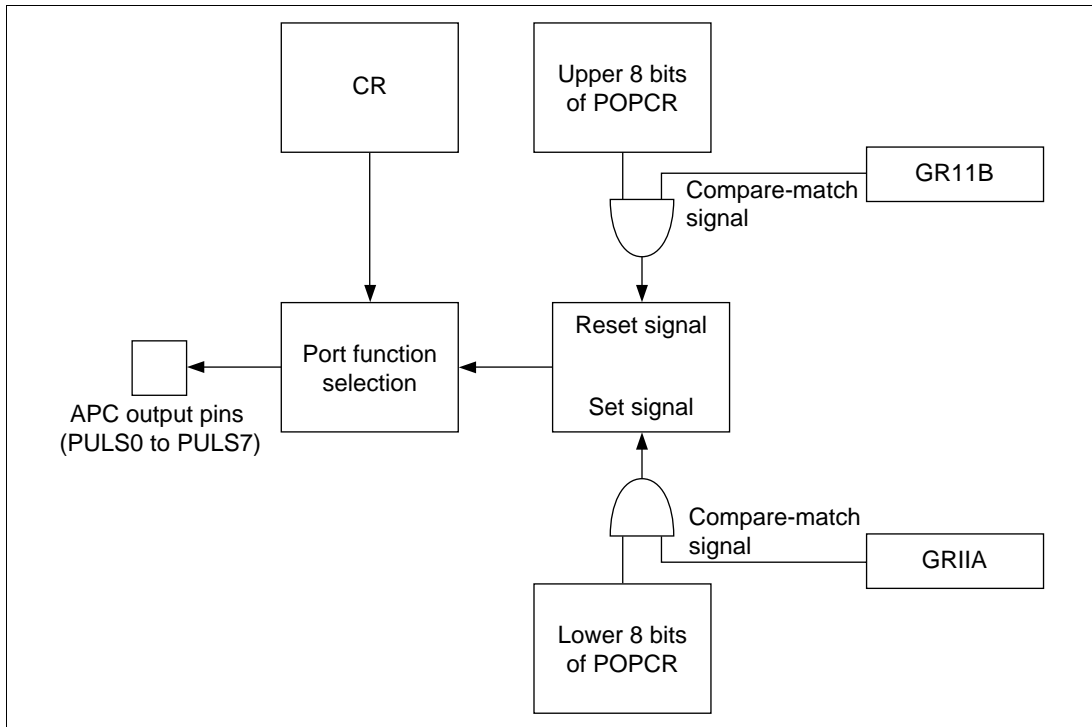 CR
Upper 8 bits
of POPCR
GR11B
Compare-match
signal
Reset signal
Port function
selection
Set signal
APC output pins
(PULS0 to PULS7)
Compare-match
signal
GRIIA
Lower 8 bits
of POPCR